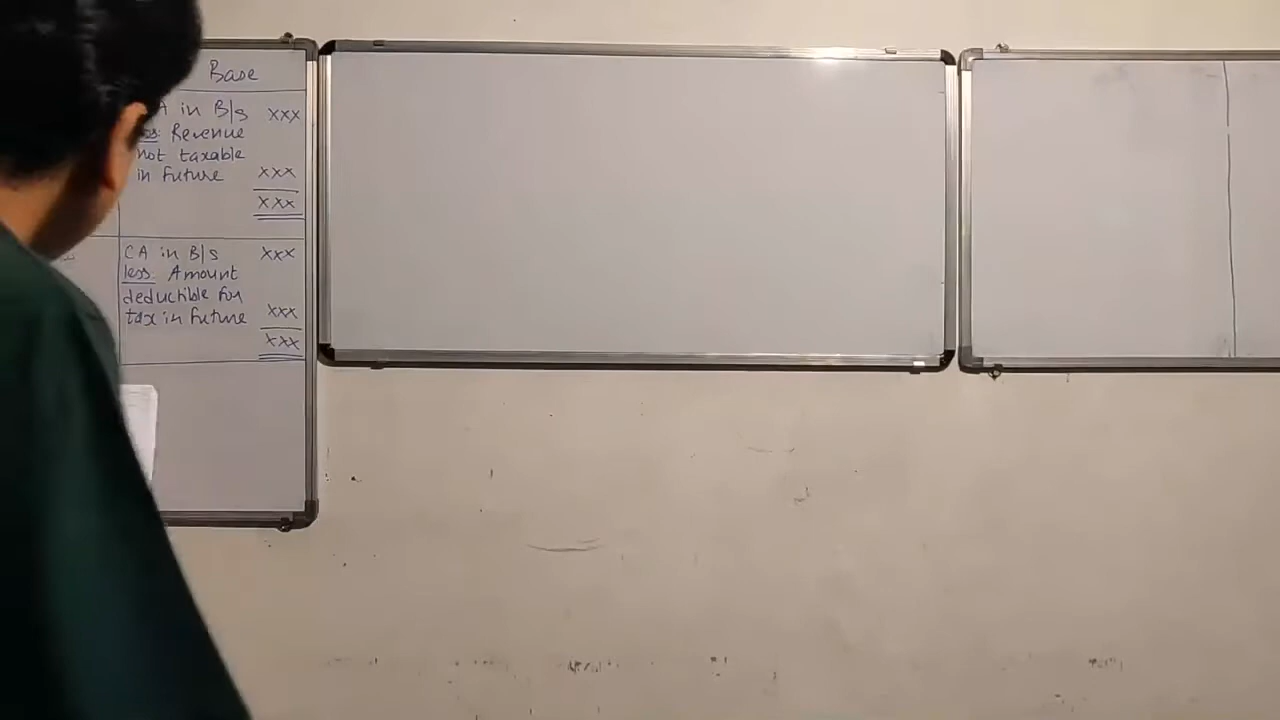 Base
A in B/s xxx
ss: Revenue
not taxable
in Future xxx
xxx
CA in B/s xxx
less: Amount
deductible for
tax in Future xxx
xxx